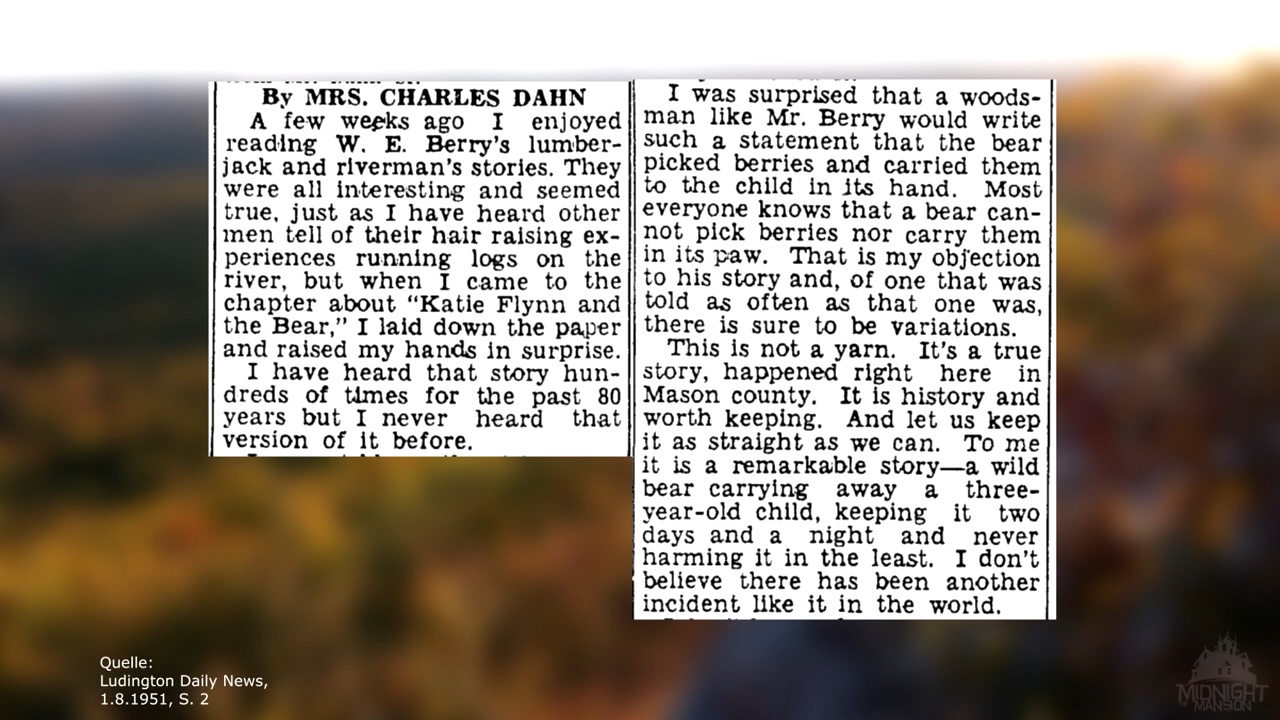 By MRS. CHARLES DAHN
A few weeks ago I enjoyed
reading W. E. Berry's lumber-
jack and riverman's stories. They
were all interesting and seemed
true, just as I have heard other
men tell of their hair raising ex-
periences running logs on the
river, but when I came to the
chapter about "Katie Flynn and
the Bear," I laid down the paper
and raised my hands in surprise.
I have heard that story hun-
dreds of times for the past 80
years but I never heard that
version of it before.
I was surprised that a woods-
man like Mr. Berry would write
such a statement that the bear
picked berries and carried them
to the child in its hand. Most
everyone knows that a bear can-
not pick berries nor carry them
in its paw. That is my objection
to his story and, of one that was
told as often as that one was,
there is sure to be variations.
This is not a yarn. It's a true
story, happened right here in
Mason county. It is history and
worth keeping. And let us keep
it as straight as we can. To me
it is a remarkable story—a wild
bear carrying away a three-
year-old child, keeping it two
days and a night and never
harming it in the least. I don't
believe there has been another
incident like it in the world.
Quelle:
Ludington Daily News,
1.8.1951, S. 2
MIDNIGHT
MANSION